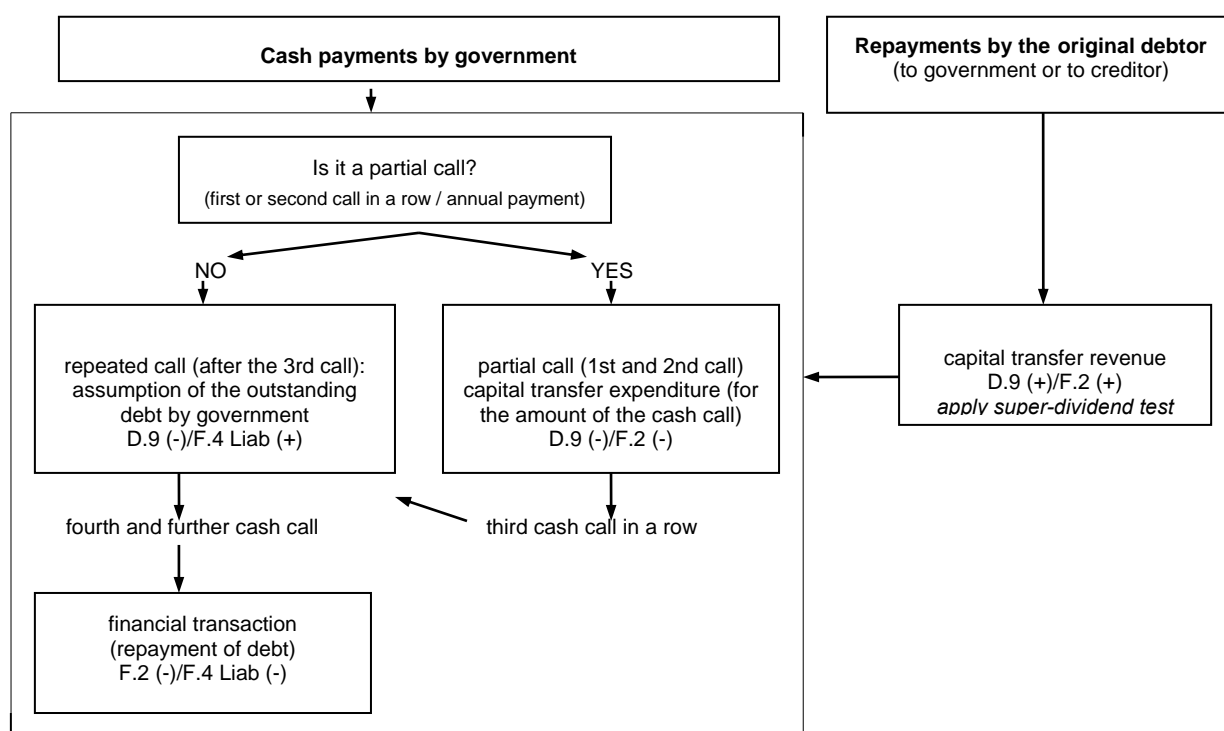 Cash payments by government
Repayments by the original debtor
(to government or to creditor)
Is it a partial call?
(first or second call in a row / annual payment)
NO
YES
repeated call (after the 3rd call):
assumption of the outstanding
debt by government
D.9 (-)/F.4 Liab (+)
partial call (1st and 2nd call)
capital transfer expenditure (for
the amount of the cash call)
D.9 (-)/F.2 (-)
capital transfer revenue
D.9 (+)/F.2 (+)
apply super-dividend test
fourth and further cash call
third cash call in a row
financial transaction
(repayment of debt)
F.2 (-)/F.4 Liab (-)